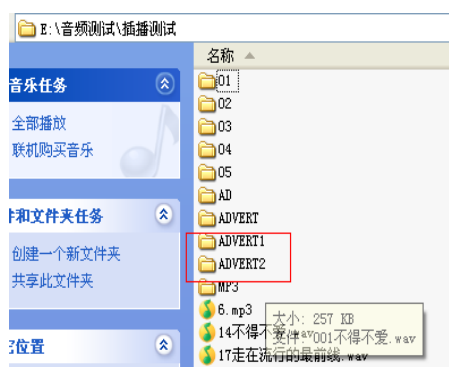 E:\音频测试\插播测试
名称
音乐任务
全部播放
联机购买音乐
件和文件夹任务
创建一个新文件夹
共享此文件夹
它位置
01
02
03
04
05
AD
ADVERT
ADVERT1
ADVERT2
MP3
6.mp3
14不得不爱.wav
17走在流行的最前线.wav
大小: 257 KB
文件: 001不得不爱.wav